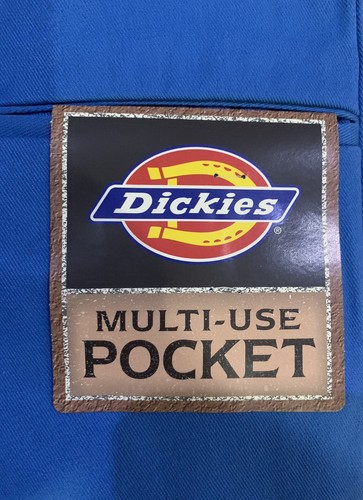 Dickies
®
MULTI-USE
POCKET